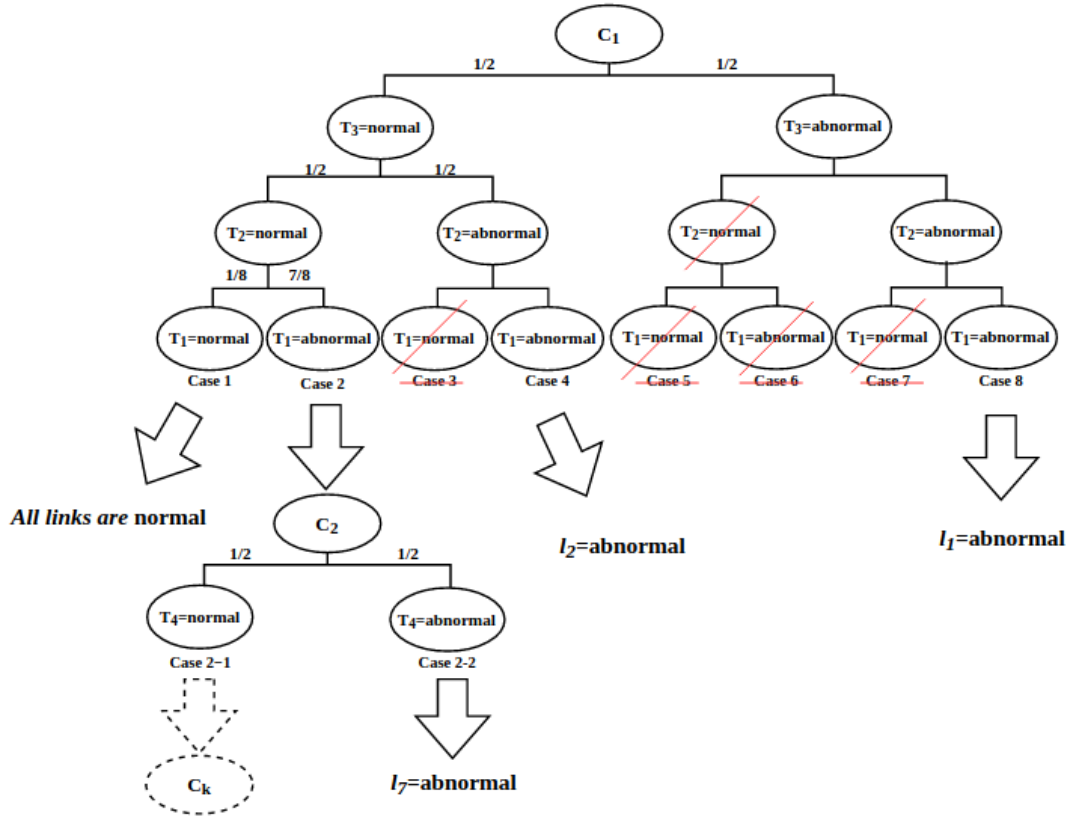 C1
1/2 1/2
T3=normal T3=abnormal
1/2 1/2
T2=normal T2=abnormal T2=normal T2=abnormal
1/8 7/8
T1=normal T1=abnormal T1=normal T1=abnormal T1=normal T1=abnormal T1=normal T1=abnormal
Case 1 Case 2 Case 3 Case 4 Case 5 Case 6 Case 7 Case 8
All links are normal
C2
l2=abnormal
l1=abnormal
1/2 1/2
T4=normal T4=abnormal
Case 2−1 Case 2-2
Ck
l7=abnormal